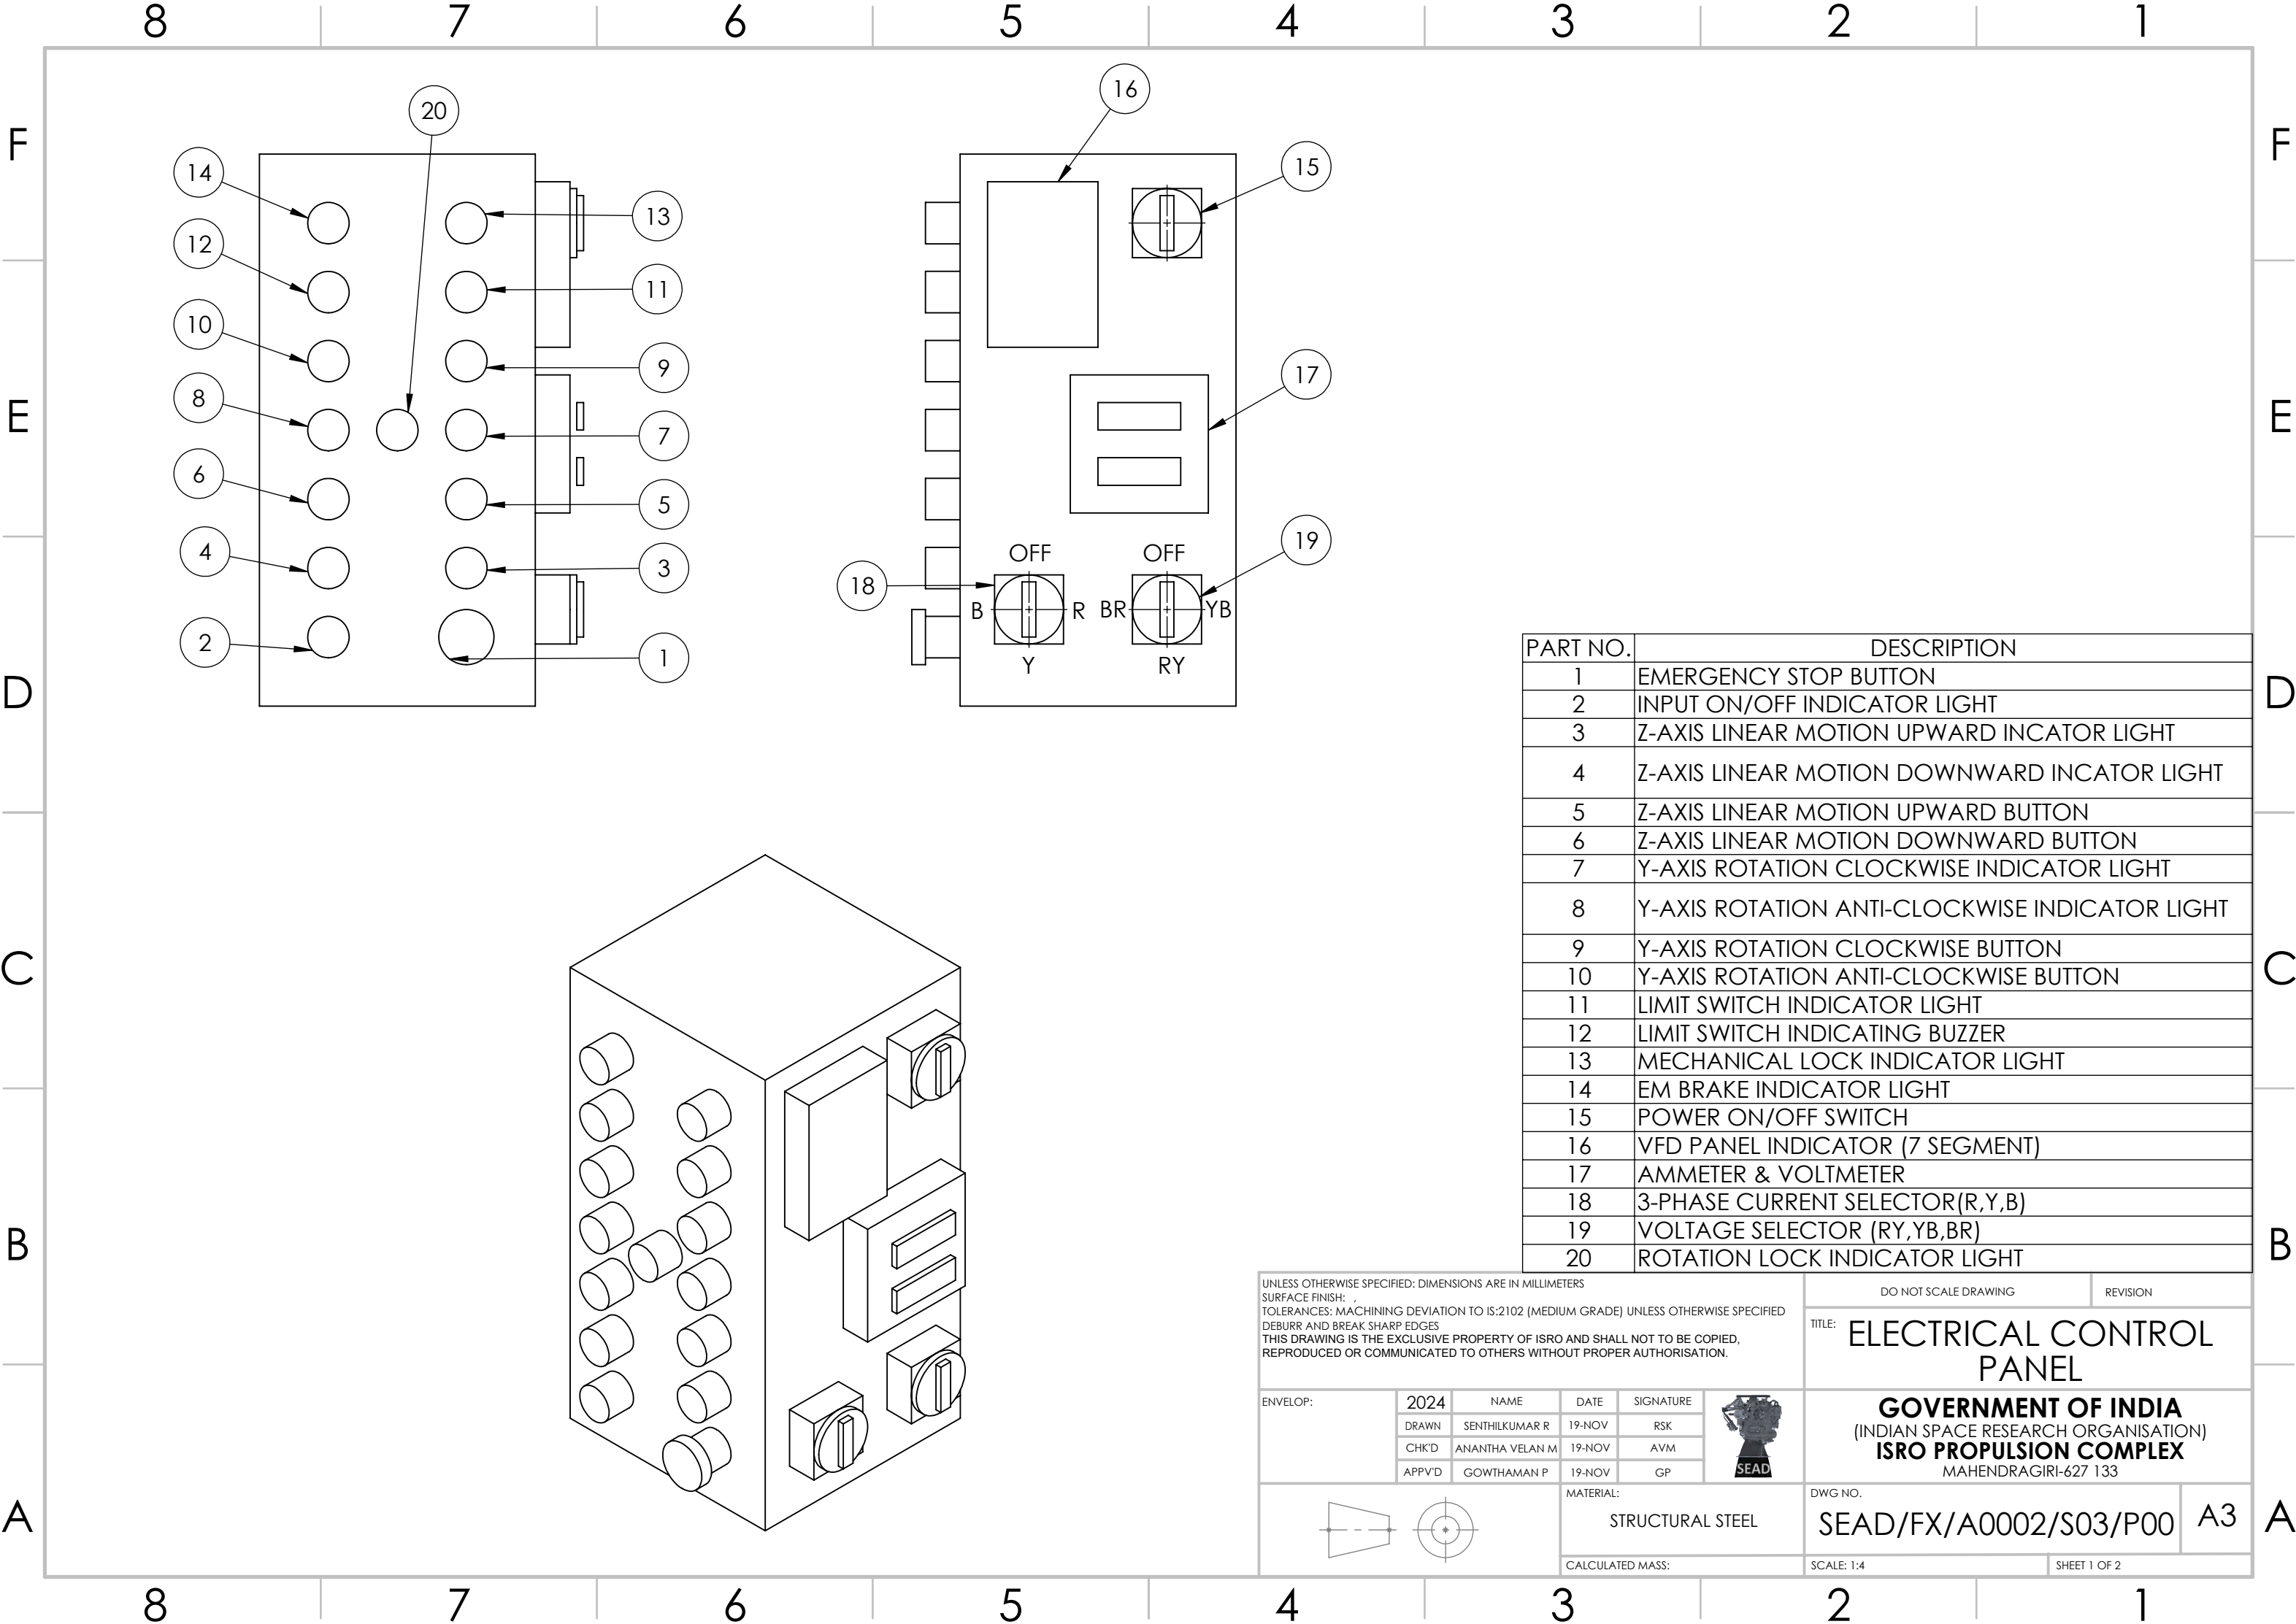 8 7 6 5 4 3 2 1
F F
E E
D D
C C
B B
A A
20
14
12
10
8
6
4
2
13
11
9
7
5
3
1
16
15
17
18
19
OFF OFF
B R BR YB
Y RY
PART NO. DESCRIPTION
1 EMERGENCY STOP BUTTON
2 INPUT ON/OFF INDICATOR LIGHT
3 Z-AXIS LINEAR MOTION UPWARD INCATOR LIGHT
4 Z-AXIS LINEAR MOTION DOWNWARD INCATOR LIGHT
5 Z-AXIS LINEAR MOTION UPWARD BUTTON
6 Z-AXIS LINEAR MOTION DOWNWARD BUTTON
7 Y-AXIS ROTATION CLOCKWISE INDICATOR LIGHT
8 Y-AXIS ROTATION ANTI-CLOCKWISE INDICATOR LIGHT
9 Y-AXIS ROTATION CLOCKWISE BUTTON
10 Y-AXIS ROTATION ANTI-CLOCKWISE BUTTON
11 LIMIT SWITCH INDICATOR LIGHT
12 LIMIT SWITCH INDICATING BUZZER
13 MECHANICAL LOCK INDICATOR LIGHT
14 EM BRAKE INDICATOR LIGHT
15 POWER ON/OFF SWITCH
16 VFD PANEL INDICATOR (7 SEGMENT)
17 AMMETER & VOLTMETER
18 3-PHASE CURRENT SELECTOR(R,Y,B)
19 VOLTAGE SELECTOR (RY,YB,BR)
20 ROTATION LOCK INDICATOR LIGHT
UNLESS OTHERWISE SPECIFIED: DIMENSIONS ARE IN MILLIMETERS
SURFACE FINISH: ,
TOLERANCES: MACHINING DEVIATION TO IS:2102 (MEDIUM GRADE) UNLESS OTHERWISE SPECIFIED
DEBURR AND BREAK SHARP EDGES
THIS DRAWING IS THE EXCLUSIVE PROPERTY OF ISRO AND SHALL NOT TO BE COPIED,
REPRODUCED OR COMMUNICATED TO OTHERS WITHOUT PROPER AUTHORISATION.
DO NOT SCALE DRAWING REVISION
TITLE: ELECTRICAL CONTROL
PANEL
ENVELOP:
2024 NAME DATE SIGNATURE
DRAWN SENTHILKUMAR R 19-NOV RSK
CHK'D ANANTHA VELAN M 19-NOV AVM
APPV'D GOWTHAMAN P 19-NOV GP
SEAD
GOVERNMENT OF INDIA
(INDIAN SPACE RESEARCH ORGANISATION)
ISRO PROPULSION COMPLEX
MAHENDRAGIRI-627 133
MATERIAL:
STRUCTURAL STEEL
CALCULATED MASS:
DWG NO.
SEAD/FX/A0002/S03/P00 A3
SCALE: 1:4 SHEET 1 OF 2
8 7 6 5 4 3 2 1